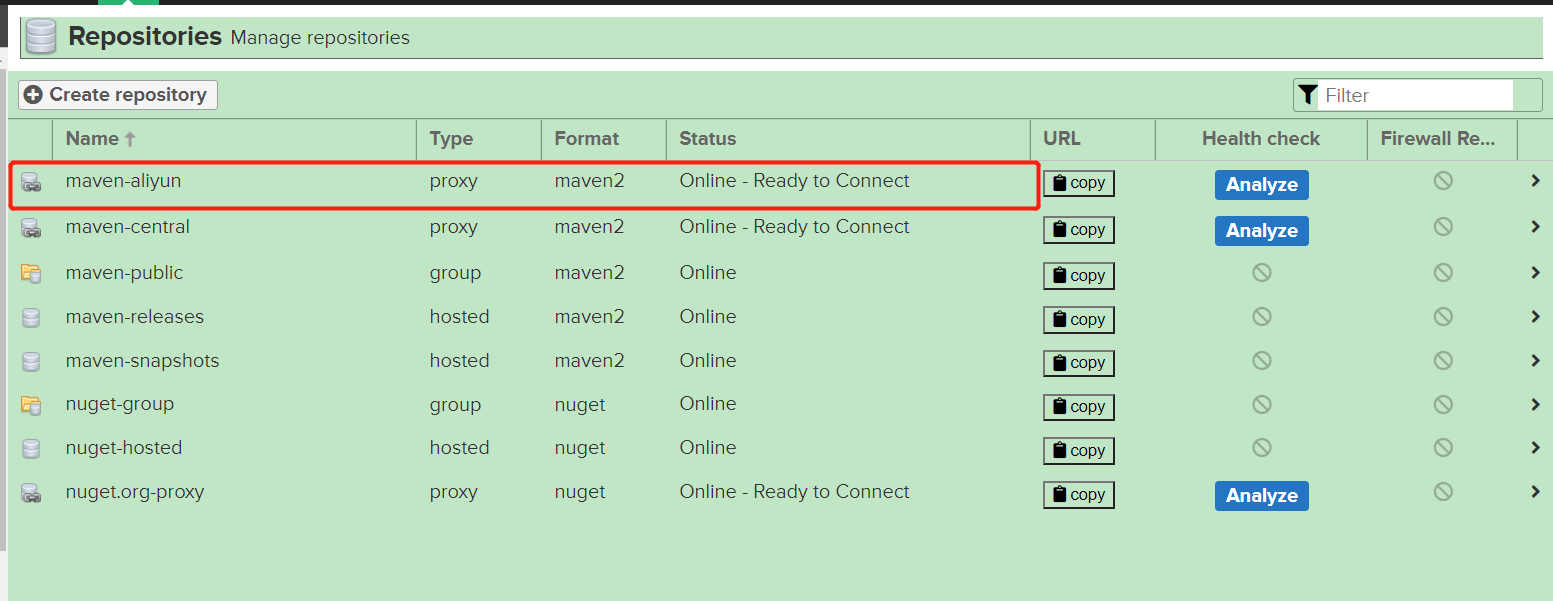 Repositories Manage repositories
Create repository Filter
Name Type Format Status URL Health check Firewall Re...
maven-aliyun proxy maven2 Online - Ready to Connect copy Analyze
maven-central proxy maven2 Online - Ready to Connect copy Analyze
maven-public group maven2 Online copy
maven-releases hosted maven2 Online copy
maven-snapshots hosted maven2 Online copy
nuget-group group nuget Online copy
nuget-hosted hosted nuget Online copy
nuget.org-proxy proxy nuget Online - Ready to Connect copy Analyze